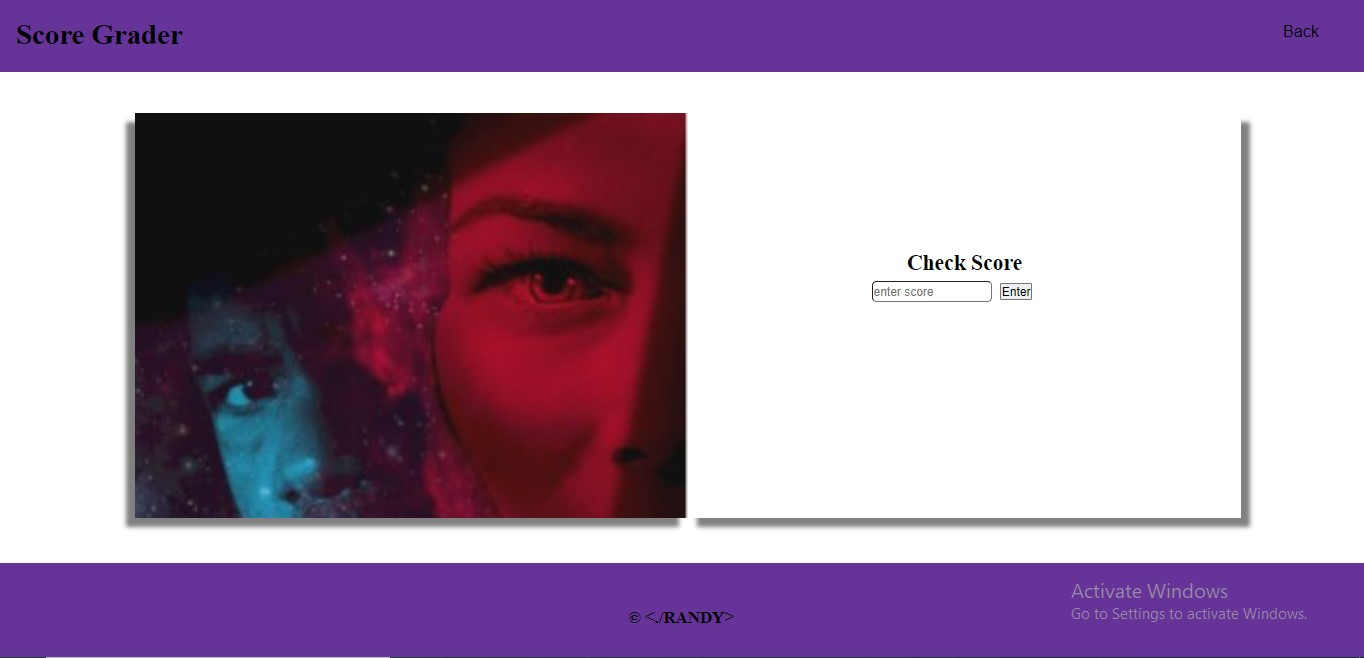 Score Grader
Back
Check Score
enter score
Enter
Activate Windows
Go to Settings to activate Windows.
© <./RANDY>